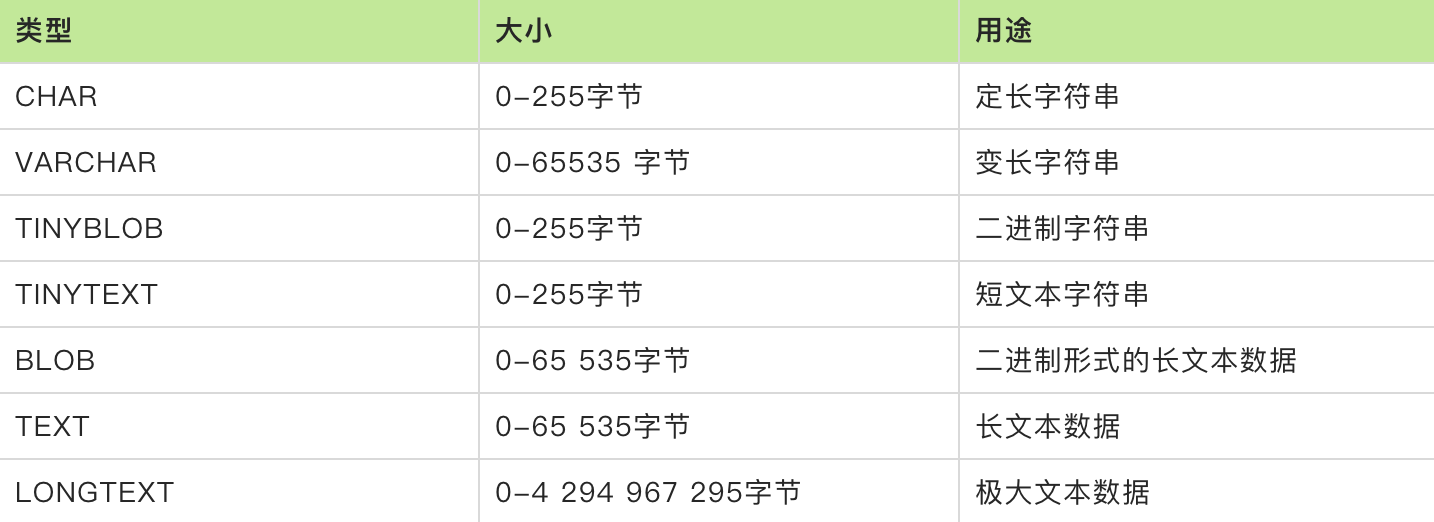 类型 大小 用途
CHAR 0-255字节 定长字符串
VARCHAR 0-65535 字节 变长字符串
TINYBLOB 0-255字节 二进制字符串
TINYTEXT 0-255字节 短文本字符串
BLOB 0-65 535字节 二进制形式的长文本数据
TEXT 0-65 535字节 长文本数据
LONGTEXT 0-4 294 967 295字节 极大文本数据